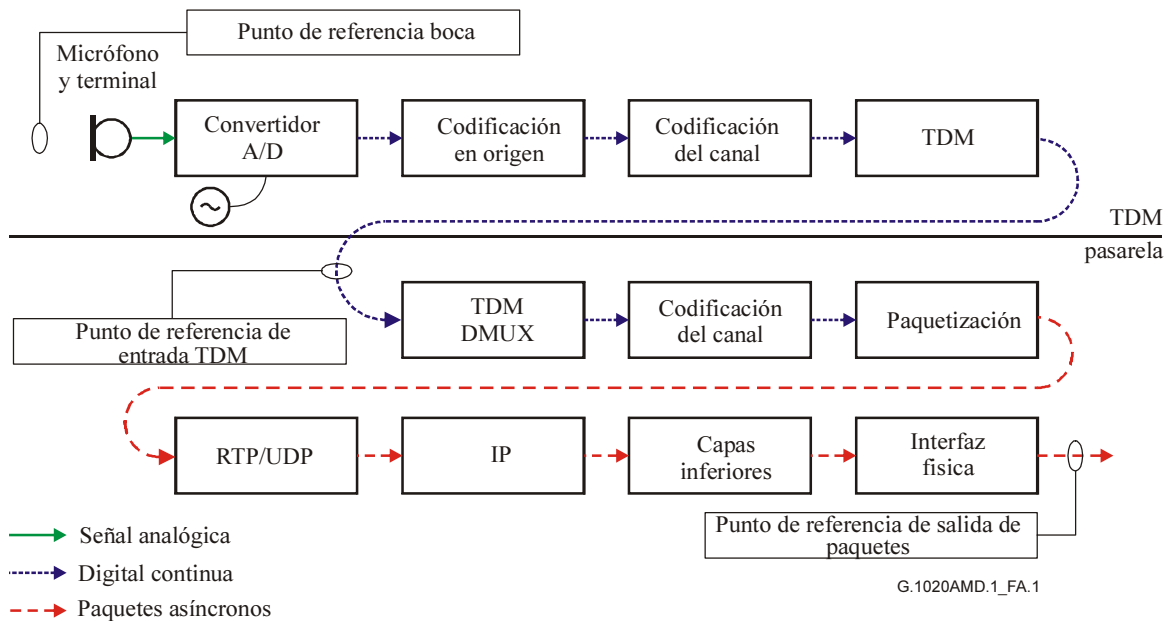 Punto de referencia boca
Micrófono
y terminal
Convertidor
A/D
Codificación
en origen
Codificación
del canal
TDM
TDM
pasarela
Punto de referencia de
entrada TDM
TDM
DMUX
Codificación
del canal
Paquetización
RTP/UDP
IP
Capas
inferiores
Interfaz
fisica
Punto de referencia de salida de
paquetes
Señal analógica
Digital continua
Paquetes asíncronos
G.1020AMD.1_FA.1